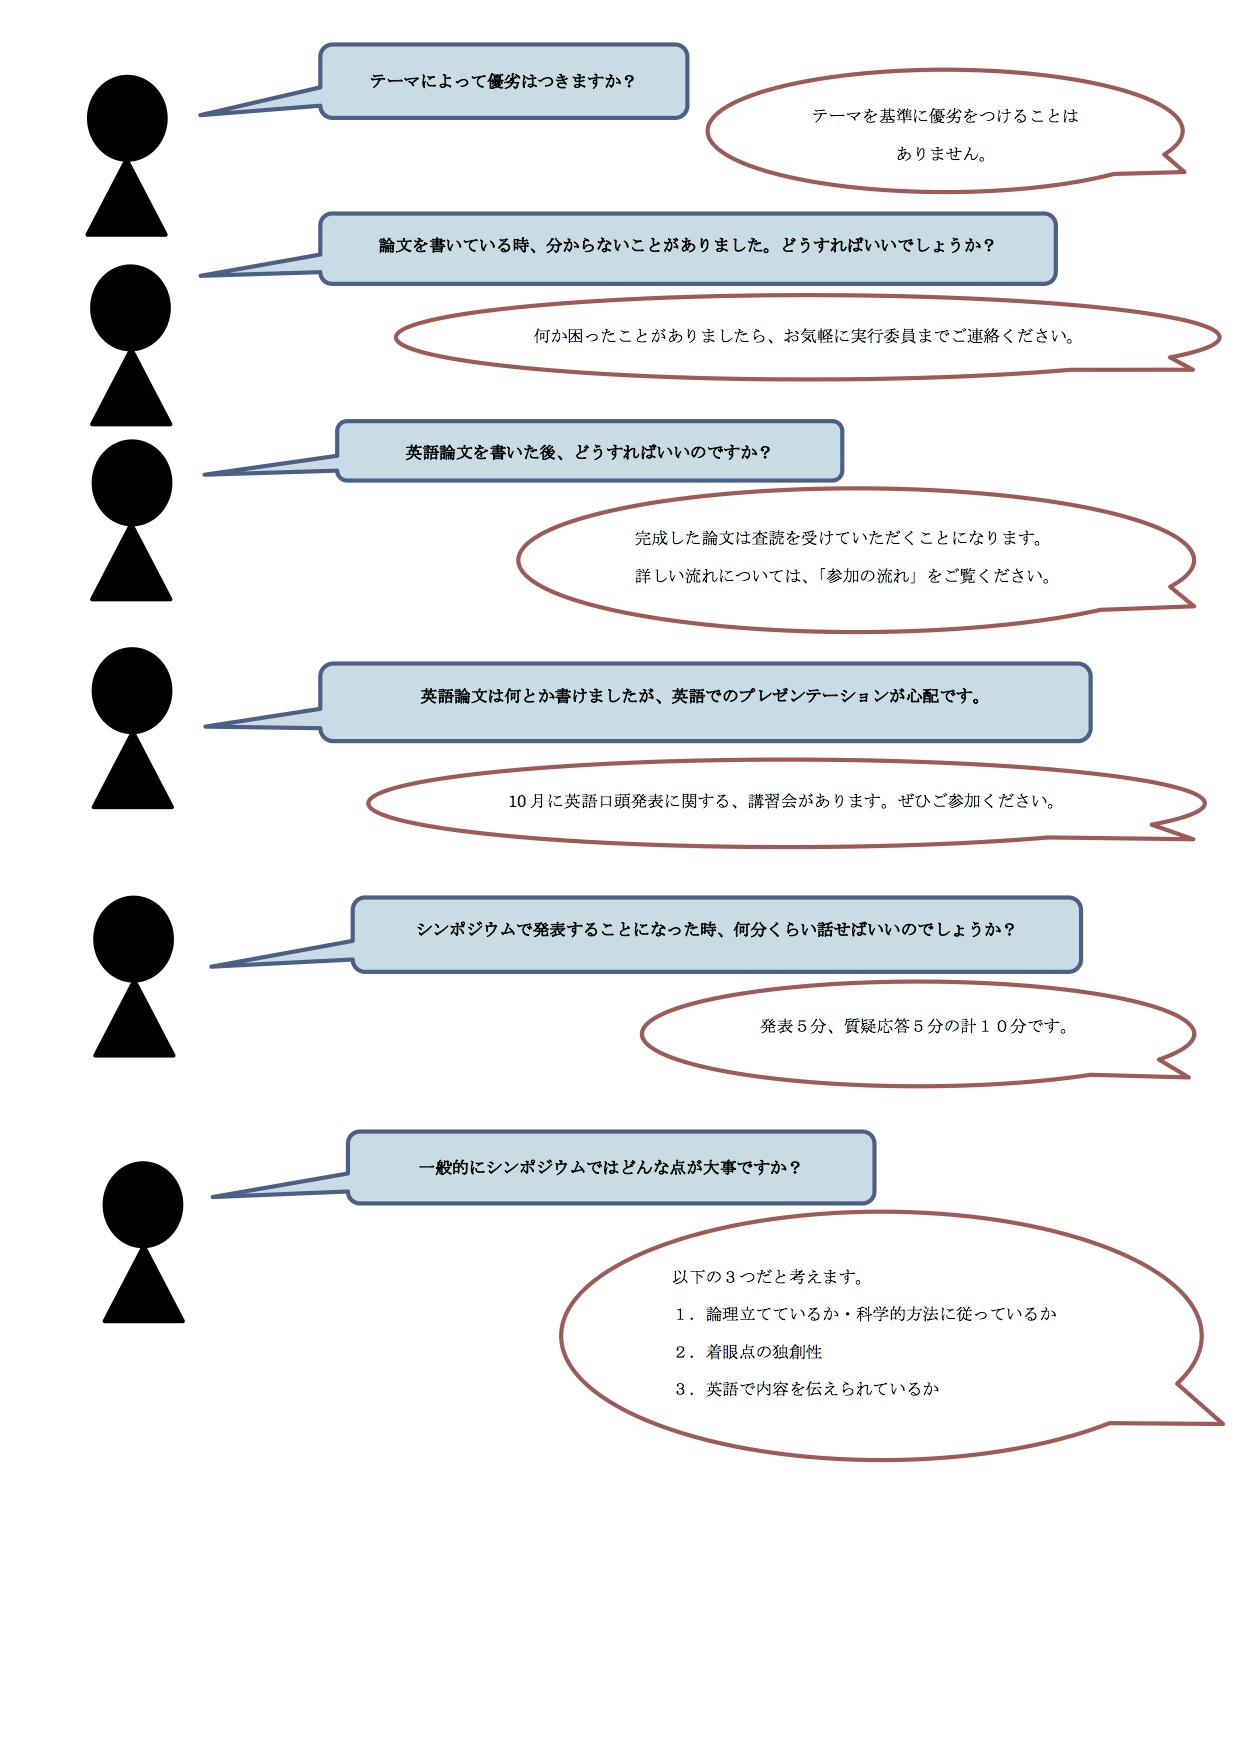 テーマによって優劣はつきますか？
テーマを基準に優劣をつけることは
ありません。
論文を書いている時、分からないことがありました。どうすればいいでしょうか？
何か困ったことがありましたら、お気軽に実行委員までご連絡ください。
英語論文を書いた後、どうすればいいのですか？
完成した論文は査読を受けていただくことになります。
詳しい流れについては、「参加の流れ」をご覧ください。
英語論文は何とか書けましたが、英語でのプレゼンテーションが心配です。
10 月に英語口頭発表に関する、講習会があります。ぜひご参加ください。
シンポジウムで発表することになった時、何分くらい話せばいいのでしょうか？
発表５分、質疑応答５分の計１０分です。
一般的にシンポジウムではどんな点が大事ですか？
以下の３つだと考えます。
１．論理立てているか・科学的方法に従っているか
２．着眼点の独創性
３．英語で内容を伝えられているか